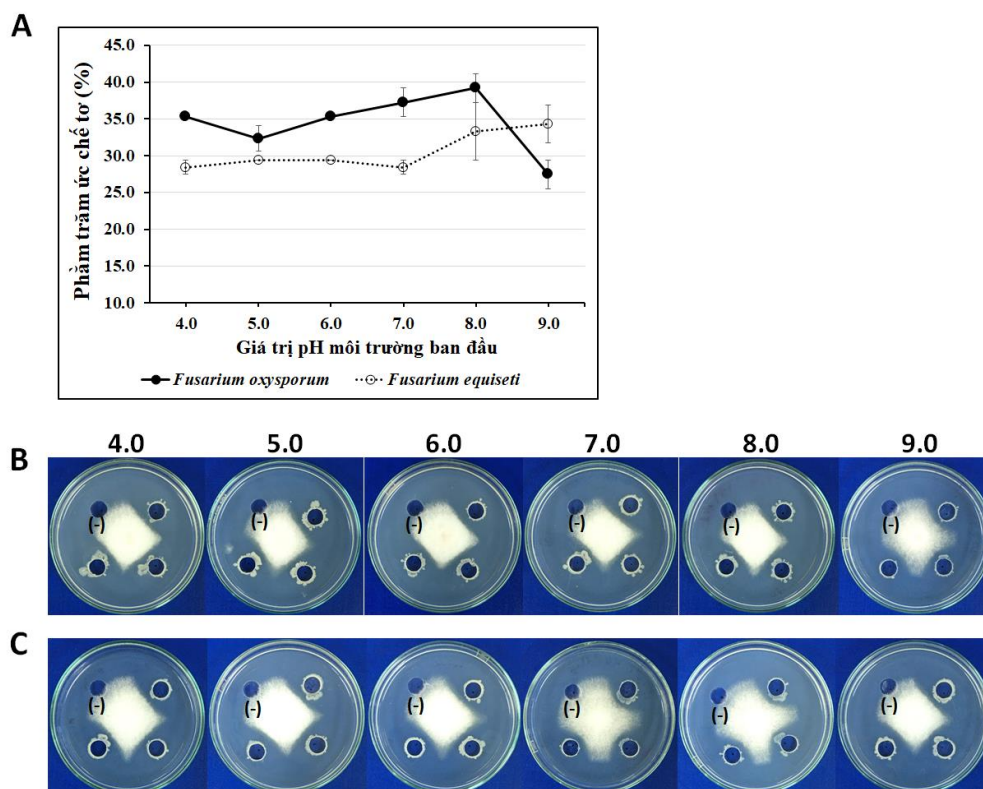 A
Phầm trăm ức chế tơ (%)
45.0
40.0
35.0
30.0
25.0
20.0
15.0
10.0
4.0 5.0 6.0 7.0 8.0 9.0
Giá trị pH môi trường ban đầu
Fusarium oxysporum Fusarium equiseti
4.0 5.0 6.0 7.0 8.0 9.0
B
(-) (-) (-) (-) (-) (-)
C
(-) (-) (-) (-) (-) (-)